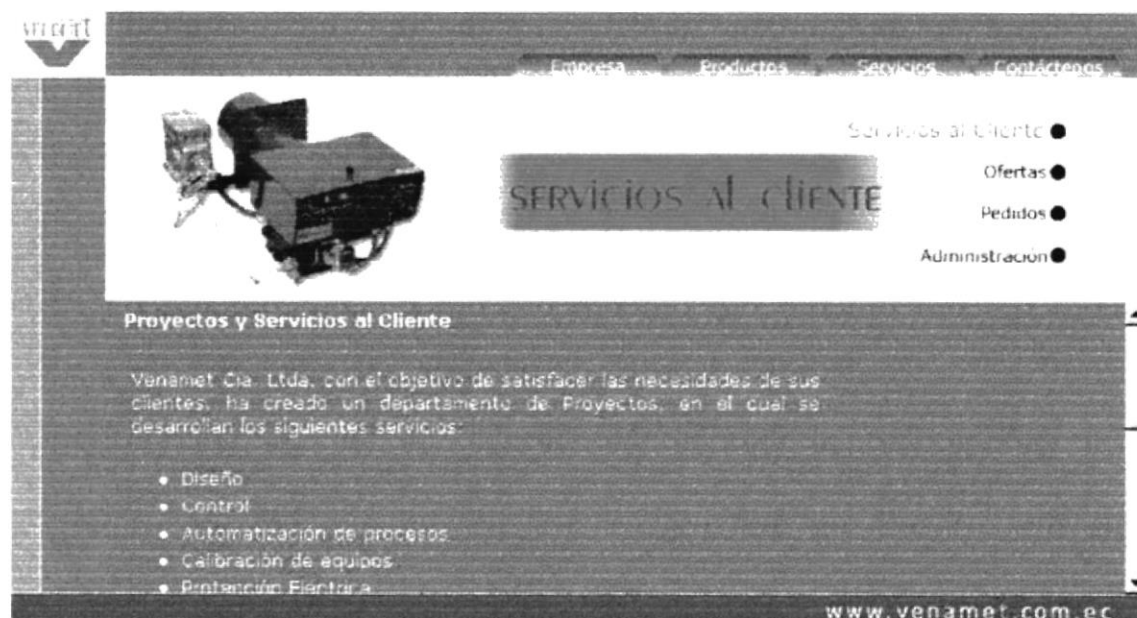 venamet
Empresa Productos Servicios Contáctenos
Servicios al Cliente
Ofertas
SERVICIOS AL CLIENTE
Pedidos
Administración
Proyectos y Servicios al Cliente
Venamet Cia. Ltda. con el objetivo de satisfacer las necesidades de sus
clientes, ha creado un departamento de Proyectos, en el cual se
desarrollan los siguientes servicios:
Diseño
Control
Automatización de procesos
Calibración de equipos
Protección Eléctrica
www.venamet.com.ec